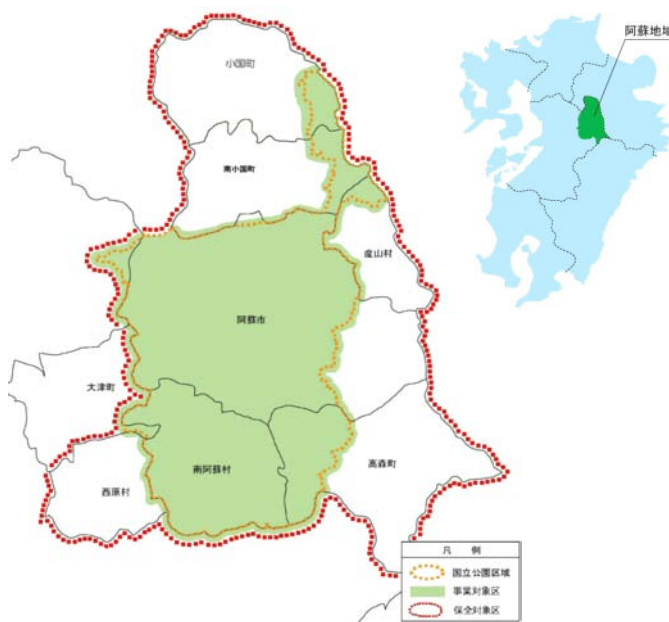 小国町
阿蘇地域
南小国町
産山村
阿蘇市
大津町
南阿蘇村
高森町
西原村
凡 例
国立公園区域
事業対象区
保全対象区